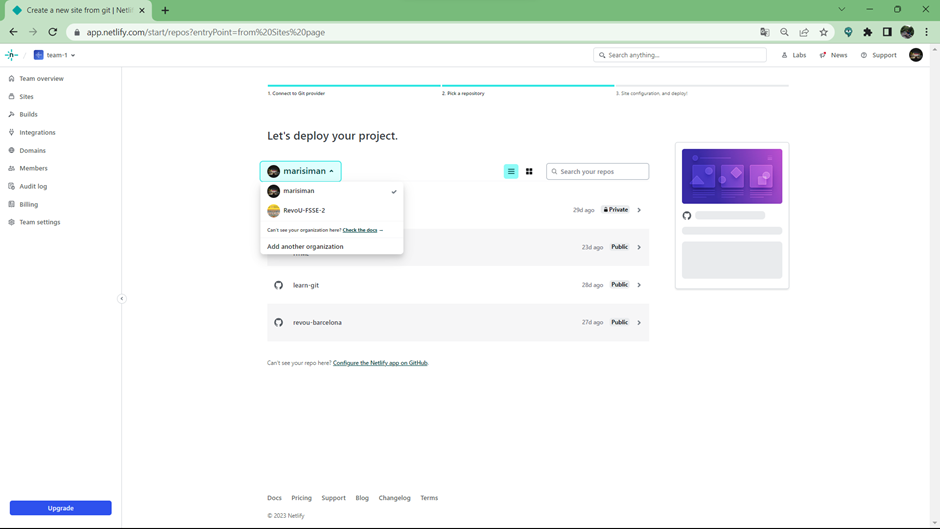 Create a new site from git | Netlif
app.netlify.com/start/repos?entryPoint=from%20Sites%20page
team-1
Search anything...
Labs
News
Support
Team overview
Sites
Builds
Integrations
Domains
Members
Audit log
Billing
Team settings
Upgrade
1. Connect to Git provider
2. Pick a repository
3. Site configuration, and deploy!
Let's deploy your project.
marisiman
Search your repos
marisiman
RevoU-FSSE-2
Can't see your organization here? Check the docs →
Add another organization
29d ago Private
23d ago Public
learn-git 28d ago Public
revou-barcelona 27d ago Public
Can't see your repo here? Configure the Netlify app on GitHub.
Docs Pricing Support Blog Changelog Terms
© 2023 Netlify